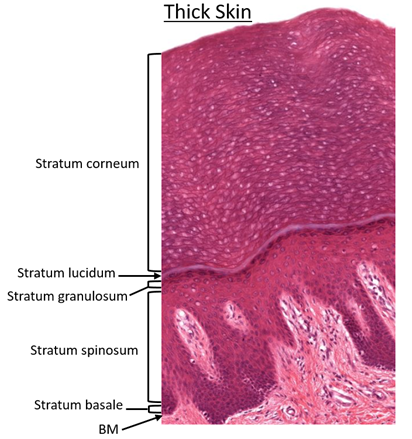 Thick Skin
Stratum corneum
Stratum lucidum
Stratum granulosum
Stratum spinosum
Stratum basale
BM